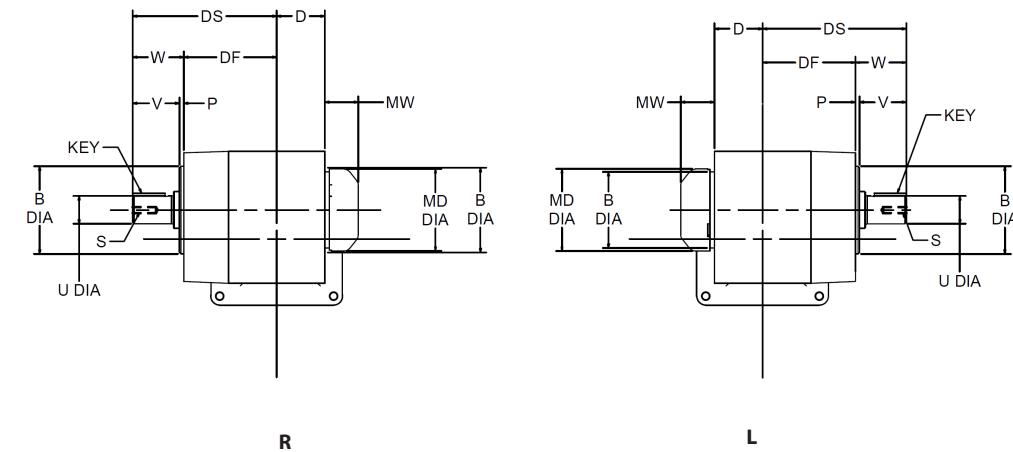 DS D
W DF
V P MW
KEY
B
DIA
MD
DIA
B
DIA
S
U DIA
R
D DS
DF W
MW P V
KEY
MD
DIA
B
DIA
B
DIA
S
U DIA
L